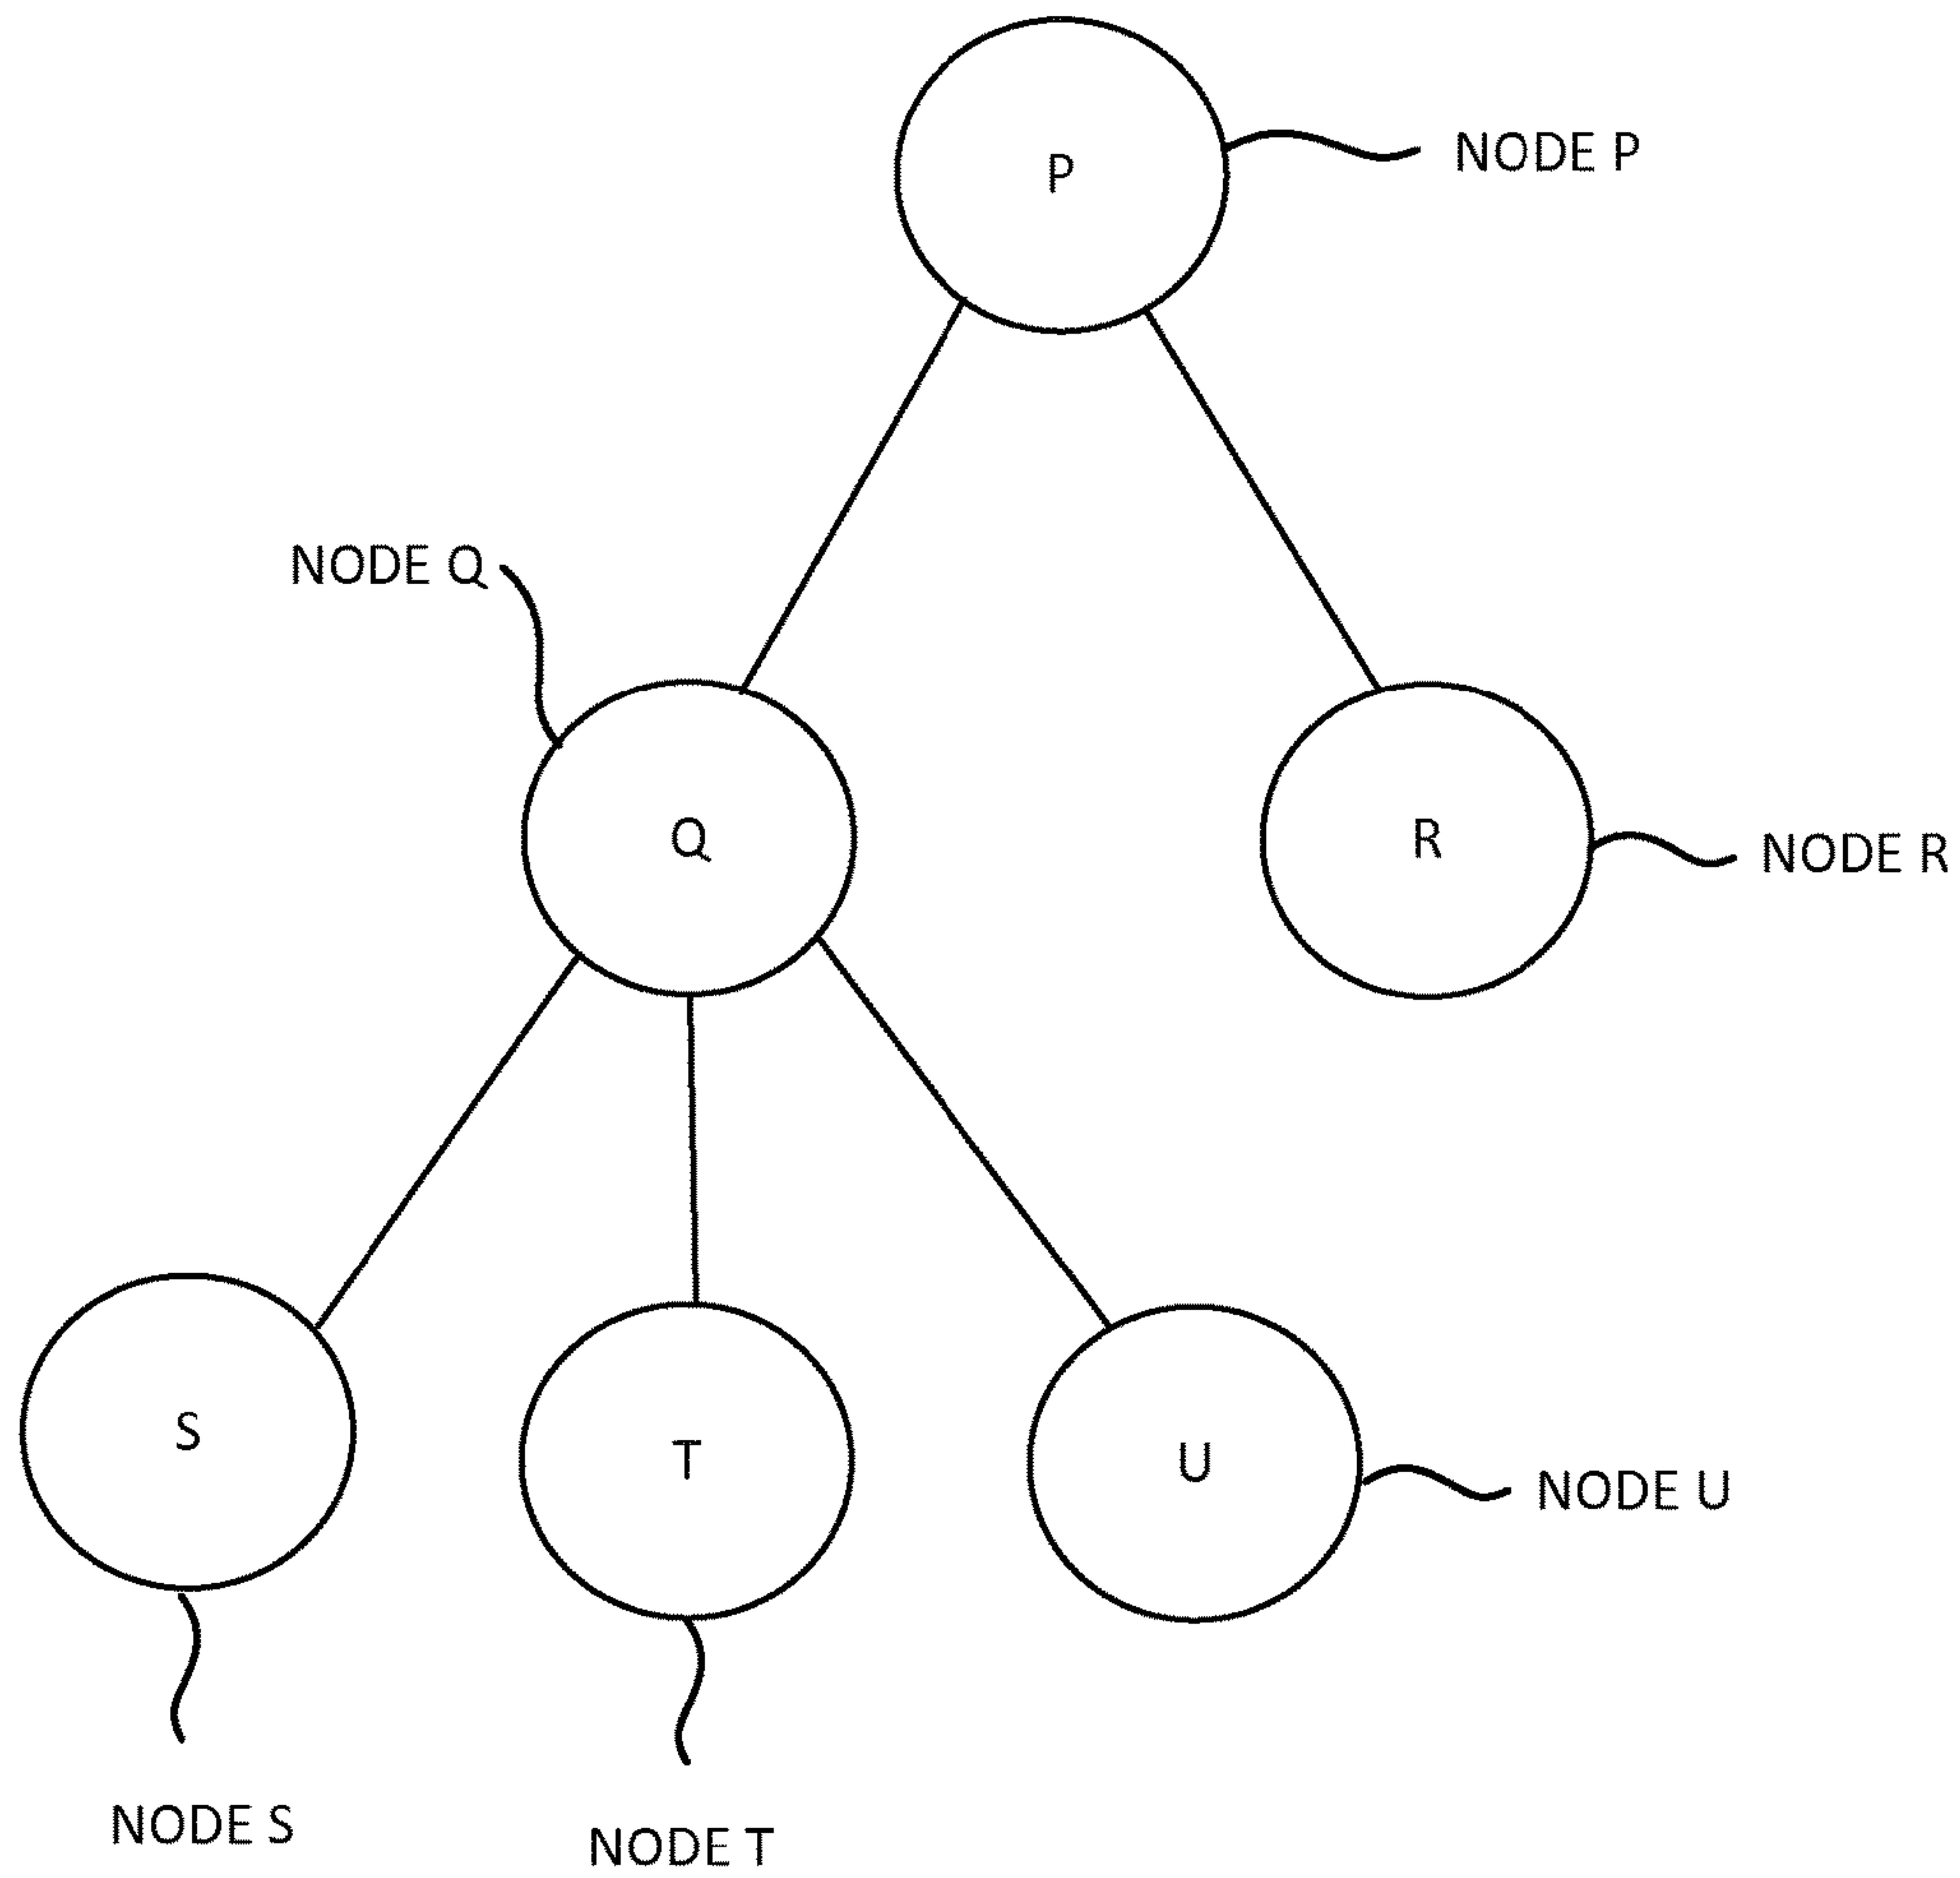 P
NODE P
NODE Q
Q
R
NODE R
S
T
U
NODE U
NODE S
NODE T